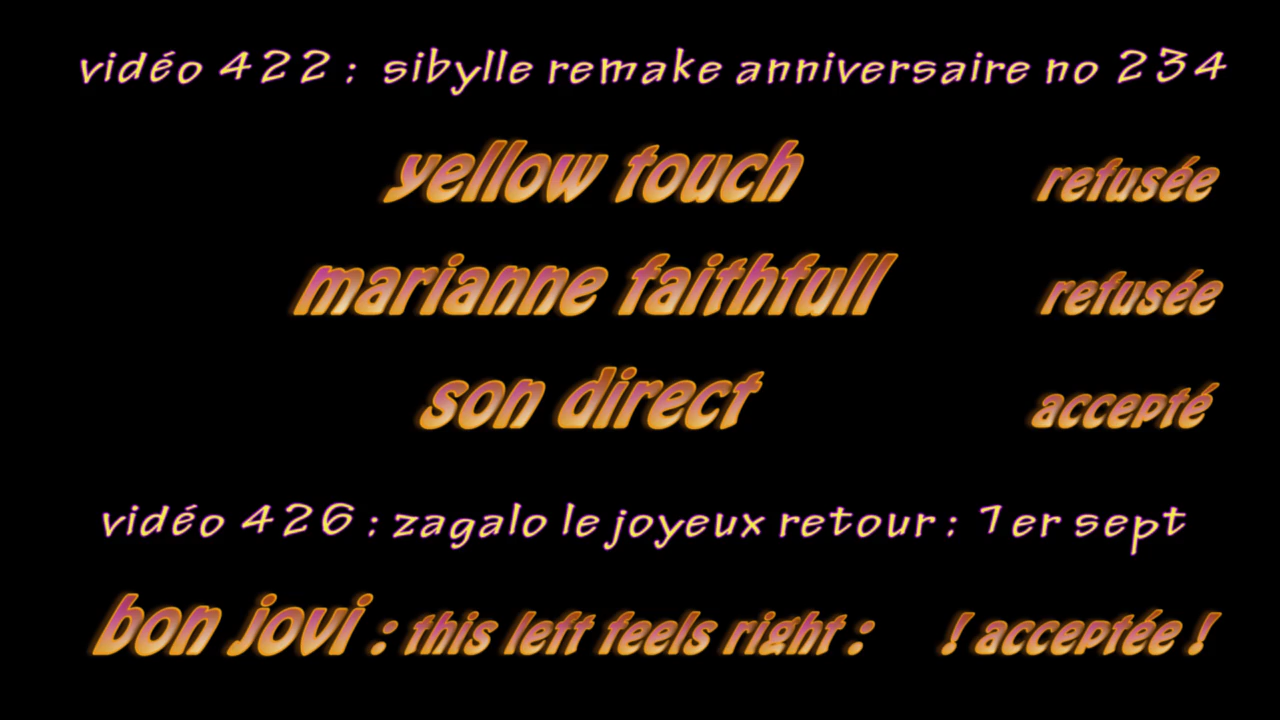 vidéo 422 : sibylle remake anniversaire no 234
yellow touch refusée
marianne faithfull refusée
son direct accepté
vidéo 426 : zagalo le joyeux retour : 1er sept
bon jovi : this left feels right : ! acceptée !